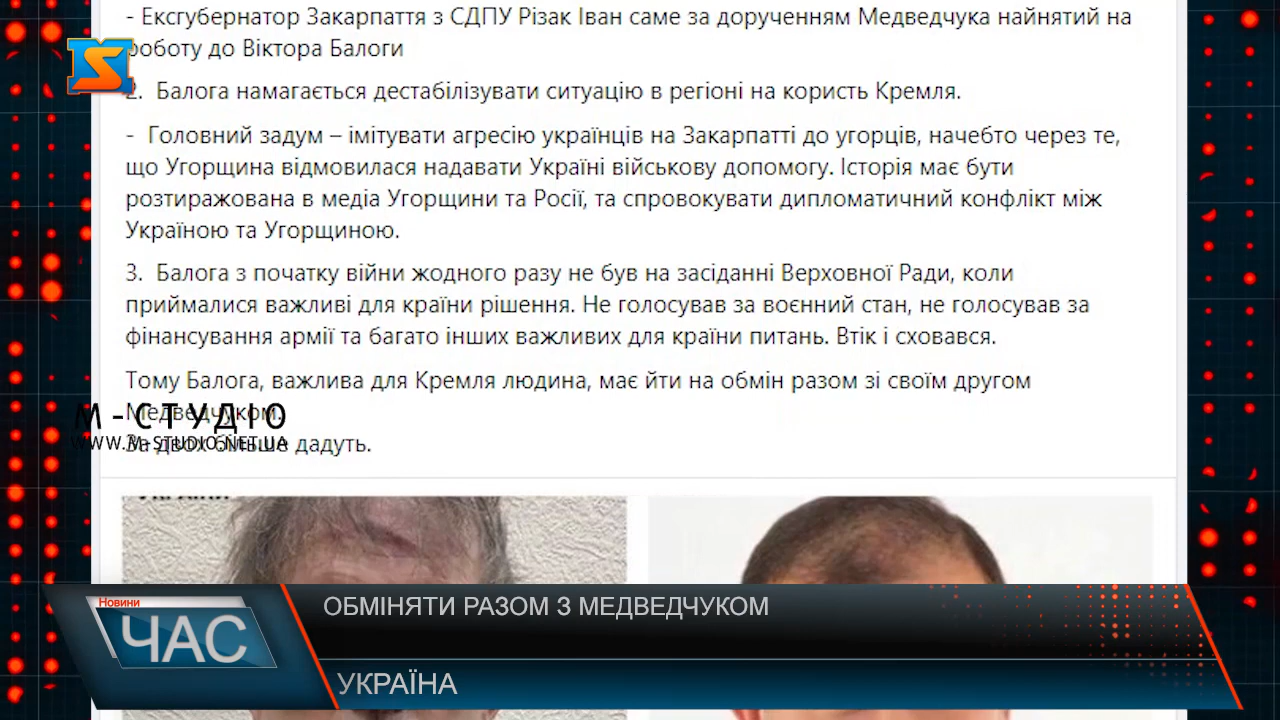 - Ексгубернатор Закарпаття з СДПУ Різак Іван саме за дорученням Медведчука найнятий на
роботу до Віктора Балоги
2. Балога намагається дестабілізувати ситуацію в регіоні на користь Кремля.
- Головний задум – імітувати агресію українців на Закарпатті до угорців, начебто через те,
що Угорщина відмовилася надавати Україні військову допомогу. Історія має бути
розтиражована в медіа Угорщини та Росії, та спровокувати дипломатичний конфлікт між
Україною та Угорщиною.
3. Балога з початку війни жодного разу не був на засіданні Верховної Ради, коли
приймалися важливі для країни рішення. Не голосував за воєнний стан, не голосував за
фінансування армії та багато інших важливих для країни питань. Втік і сховався.
Тому Балога, важлива для Кремля людина, має йти на обмін разом зі своїм другом
Медведчуком.
М-СТУДІО
WWW.M-STUDIO.NET.UA
За двох більше дадуть.
Новини
ЧАС
ОБМІНЯТИ РАЗОМ З МЕДВЕДЧУКОМ
УКРАЇНА